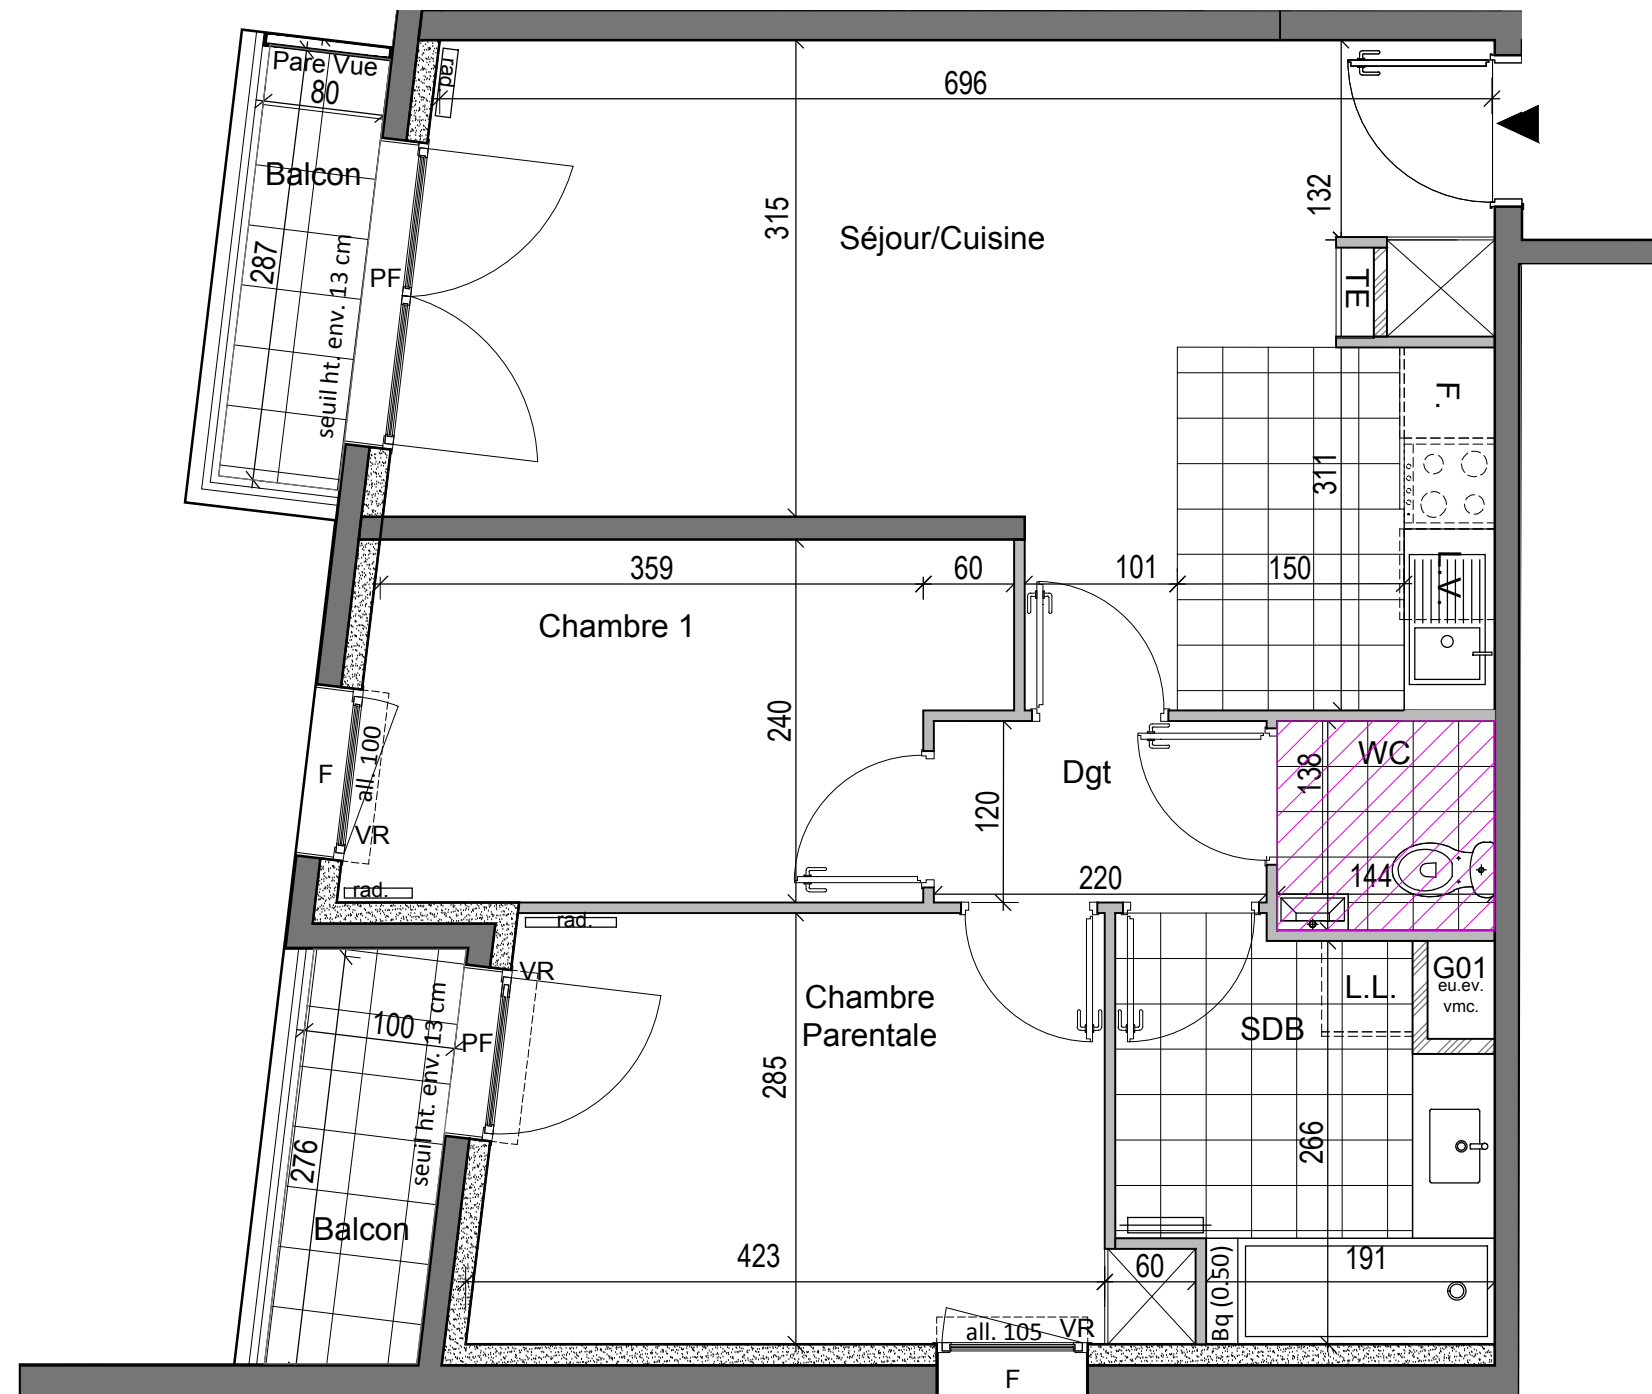 Pare Vue
80
rad.
696
Balcon
132
315
Séjour/Cuisine
287
seuil ht. env. 13 cm
PF
TE
F.
311
359
60
101
150
L.V.
Chambre 1
240
all. 100
F
VR
138
WC
Dgt
120
144
220
rad.
rad.
VR
Chambre
Parentale
L.L.
G01
eu.ev.
vmc.
100
seuil ht. env. 13 cm
PF
SDB
285
276
266
Balcon
423
60
Bq (0.50)
191
all. 105
VR
F